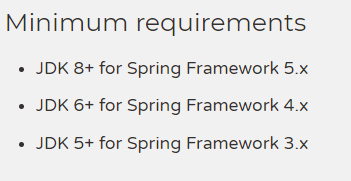 Minimum requirements
• JDK 8+ for Spring Framework 5.x
• JDK 6+ for Spring Framework 4.x
• JDK 5+ for Spring Framework 3.x